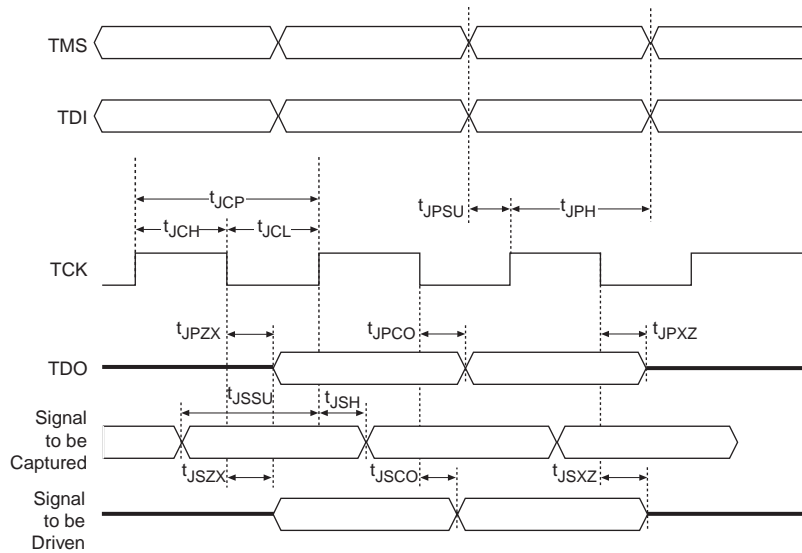 TMS
TDI
tJCP
tJPSU
tJPH
tJCH
tJCL
TCK
tJPZX
tJPCO
tJPXZ
TDO
tJSSU
tJSH
Signal
to be
Captured
tJSZX
tJSCO
tJSXZ
Signal
to be
Driven